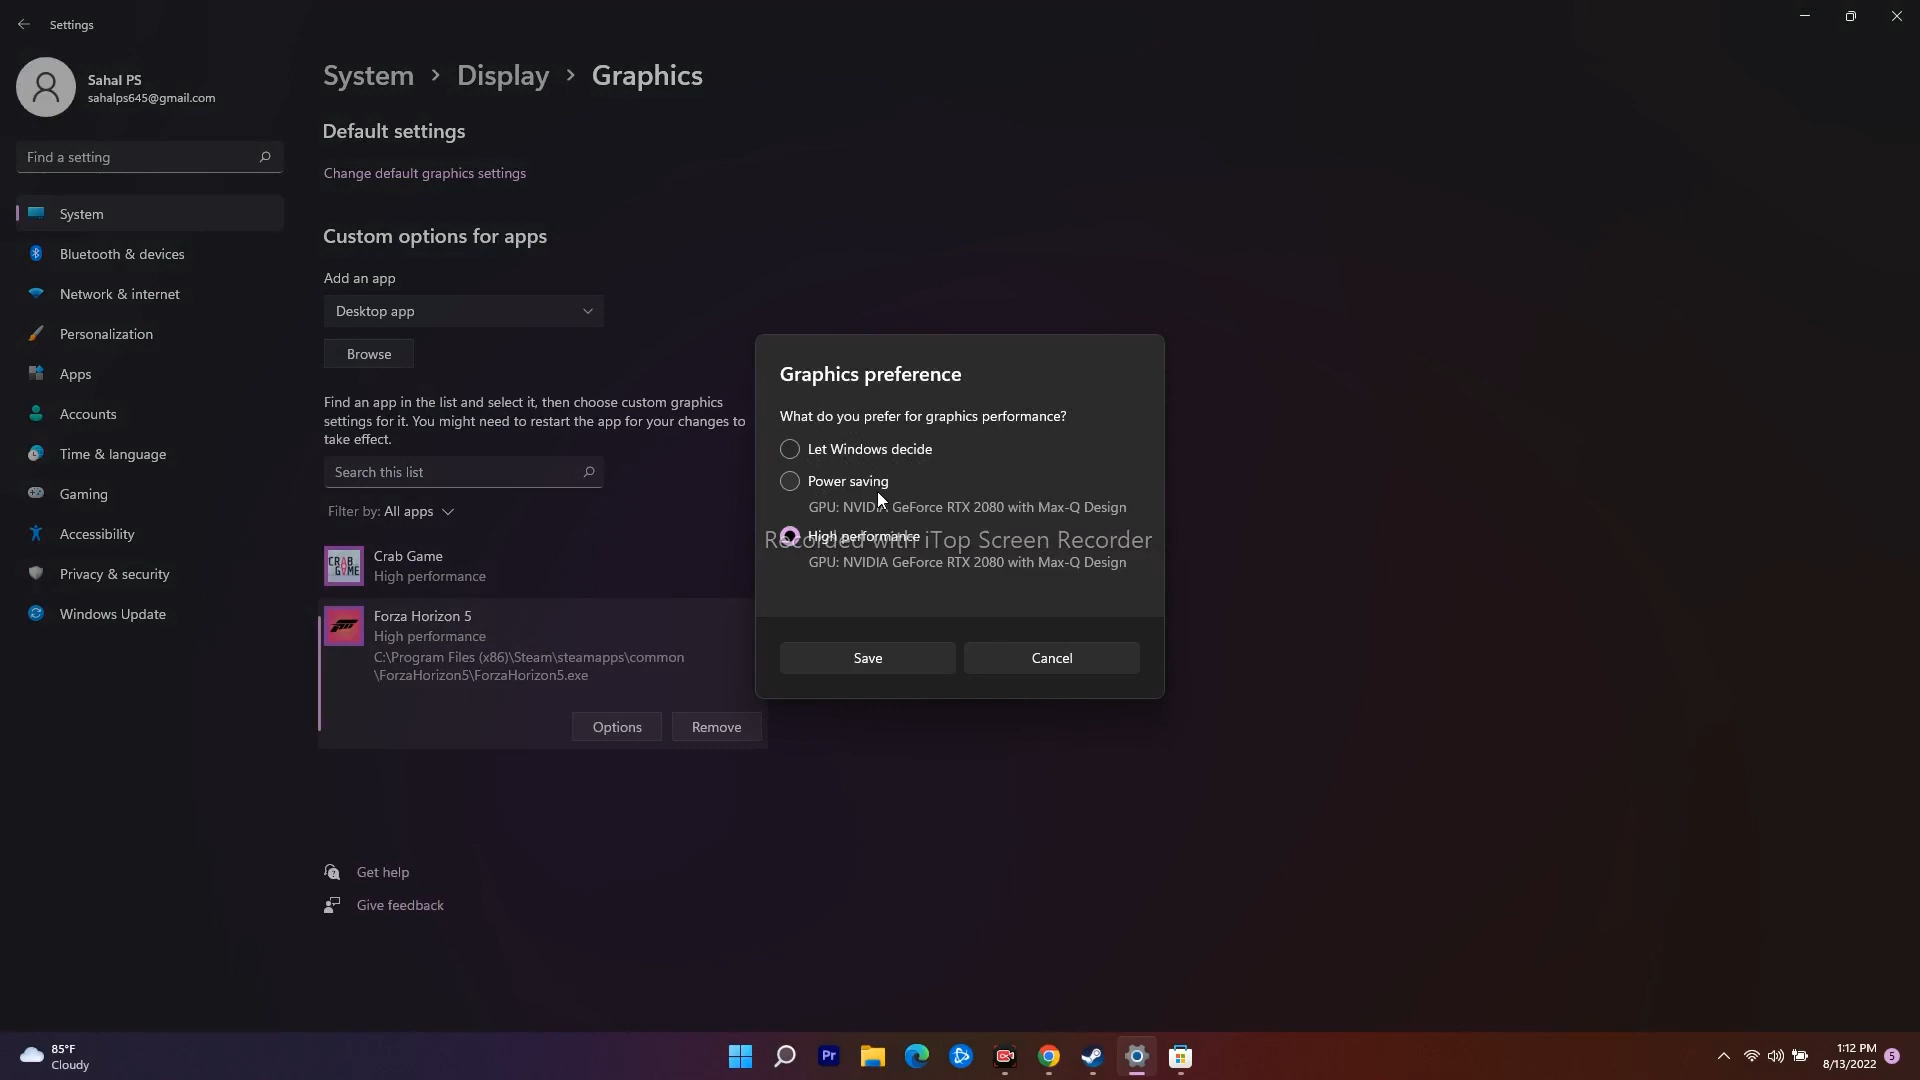 Settings
Sahal PS
sahalps645@gmail.com
Find a setting
System
Bluetooth & devices
Network & internet
Personalization
Apps
Accounts
Time & language
Gaming
Accessibility
Privacy & security
Windows Update
System > Display > Graphics
Default settings
Change default graphics settings
Custom options for apps
Add an app
Desktop app
Browse
Find an app in the list and select it, then choose custom graphics
settings for it. You might need to restart the app for your changes to
take effect.
Search this list
Filter by: All apps
CRAB
GAME
Crab Game
High performance
Forza Horizon 5
High performance
C:\Program Files (x86)\Steam\steamapps\common
\ForzaHorizon5\ForzaHorizon5.exe
Options
Remove
Get help
Give feedback
Graphics preference
What do you prefer for graphics performance?
Let Windows decide
Power saving
GPU: NVIDIA GeForce RTX 2080 with Max-Q Design
High performance
Recorded with iTop Screen Recorder
GPU: NVIDIA GeForce RTX 2080 with Max-Q Design
Save
Cancel
85°F
Cloudy
Pr
1:12 PM
8/13/2022
5